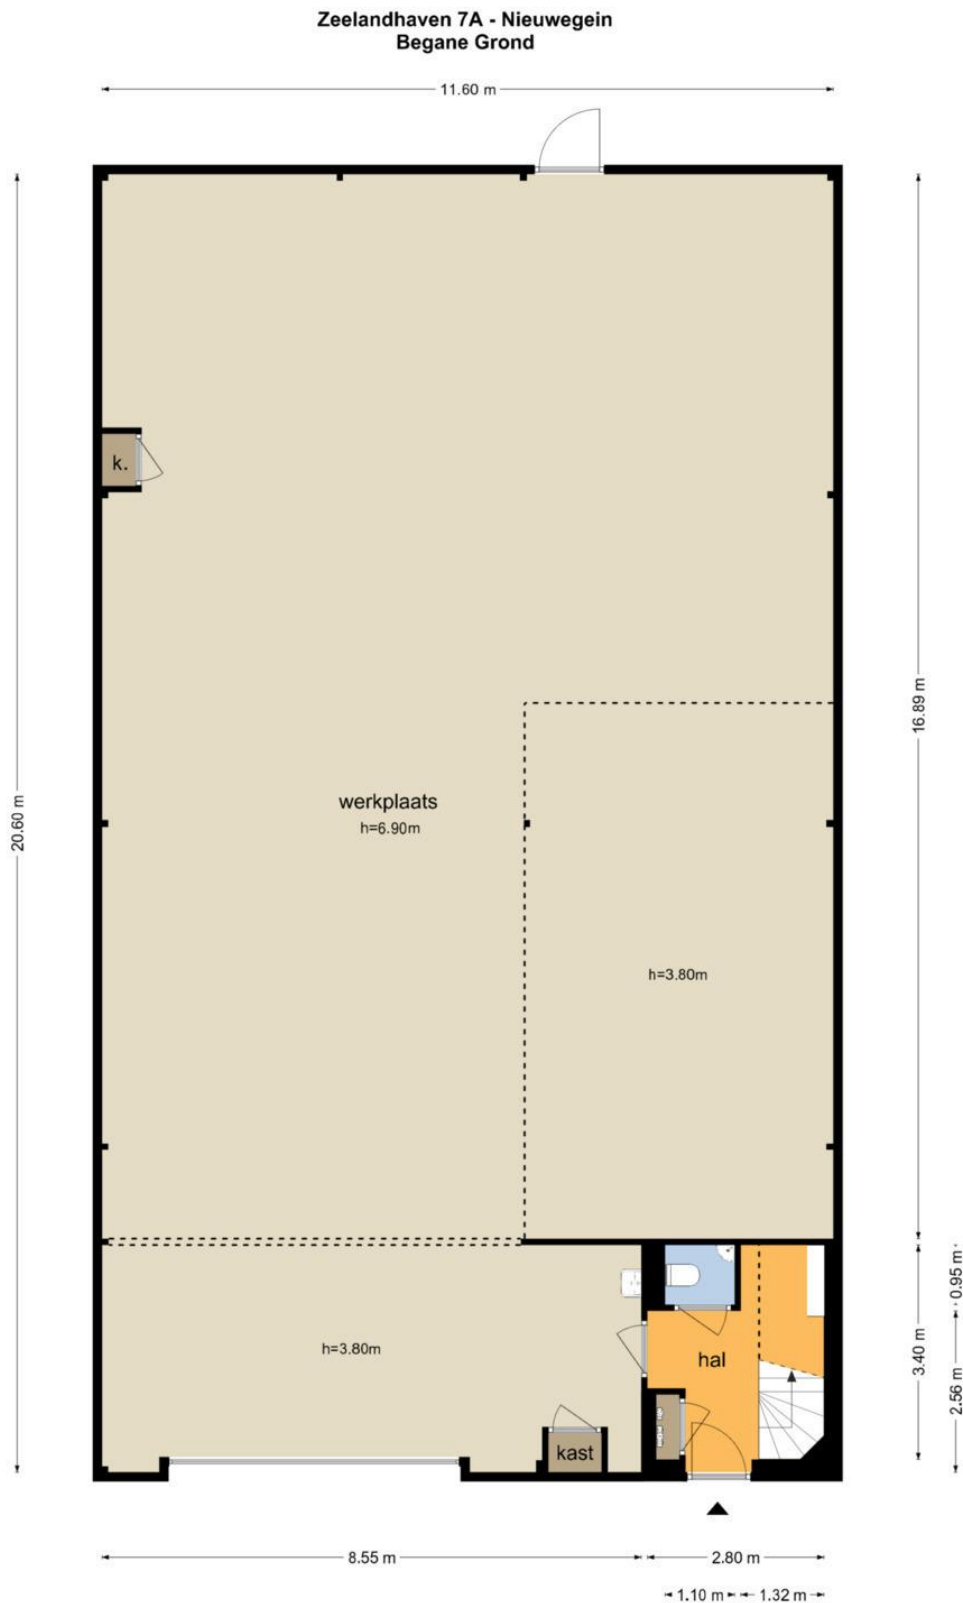 Zeelandhaven 7A - Nieuwegein
Begane Grond
11.60 m
k.
16.89 m
20.60 m
werkplaats
h=6.90m
h=3.80m
0.95 m
h=3.80m
hal
3.40 m
2.56 m
kast
8.55 m
2.80 m
1.10 m
1.32 m